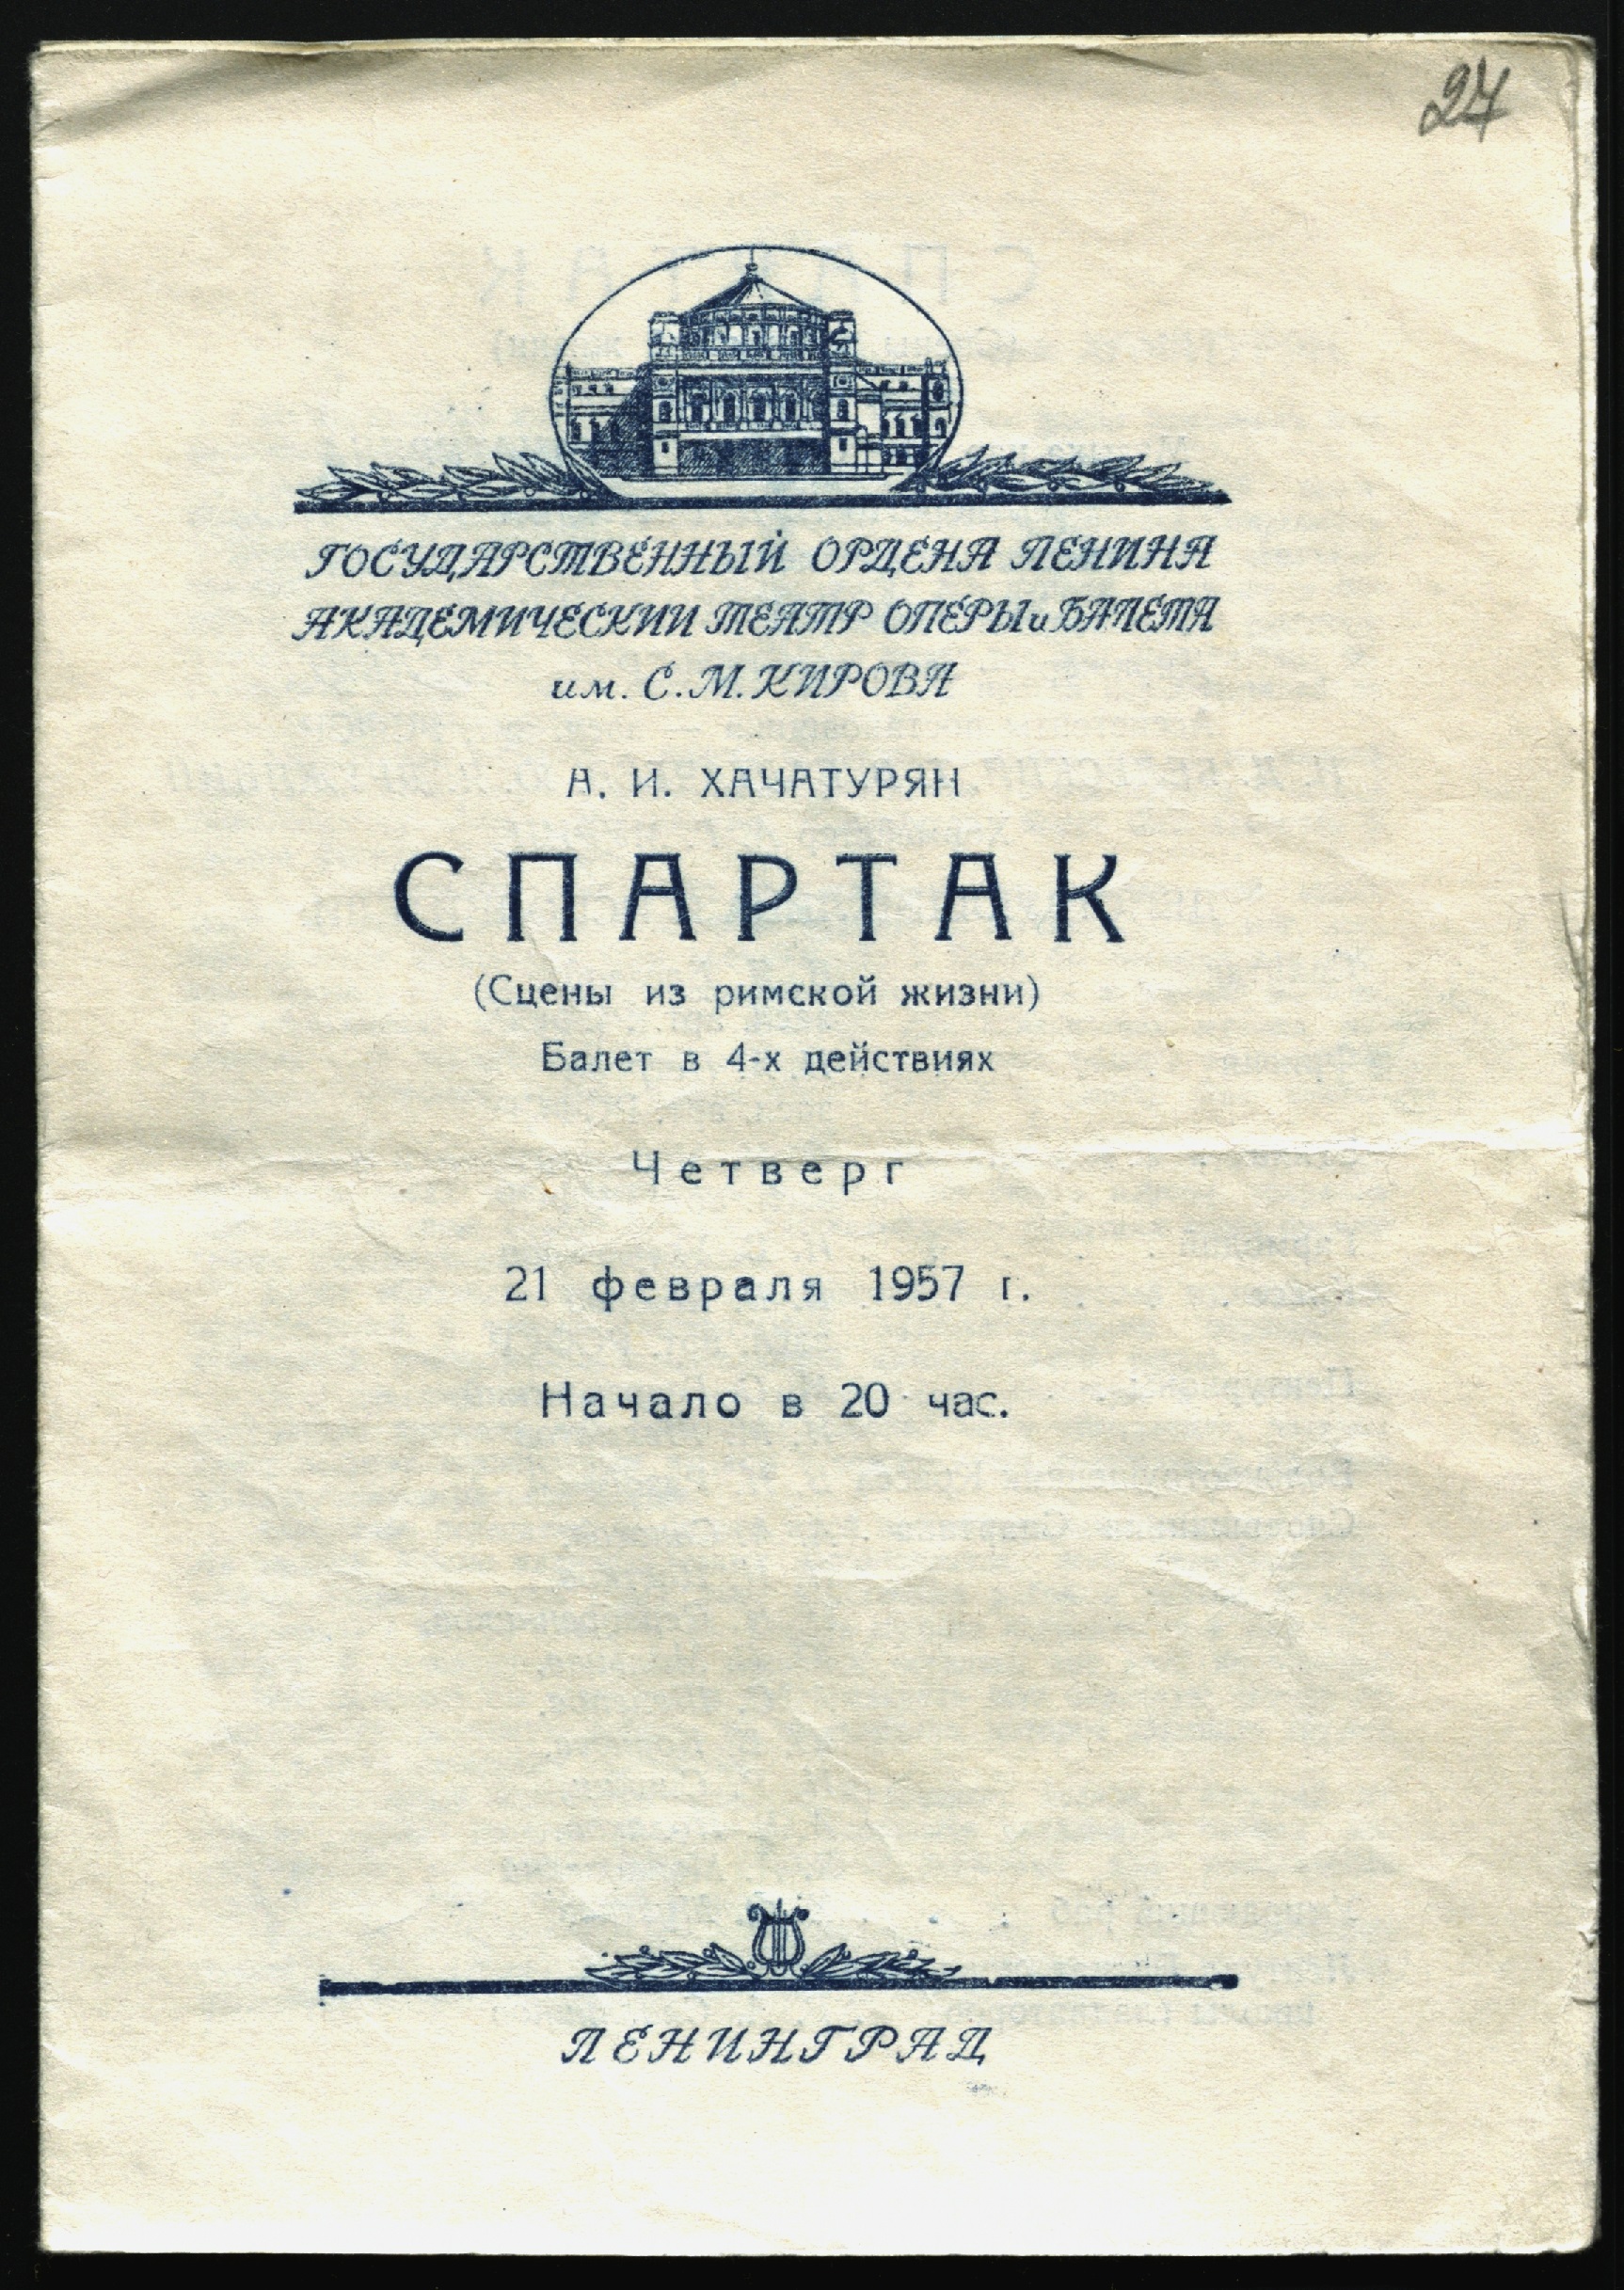 27
ГОСУДАРСТВЕННЫЙ ОРДЕНА ЛЕНИНА
АКАДЕМИЧЕСКИЙ ТЕАТР ОПЕРЫ и БАЛЕТА
им. С. М. КИРОВА
А. И. ХАЧАТУРЯН
СПАРТАК
(Сцены из римской жизни)
Балет в 4-х действиях
Четверг
21 февраля 1957 г.
Начало в 20 час.
ЛЕНИНГРАД